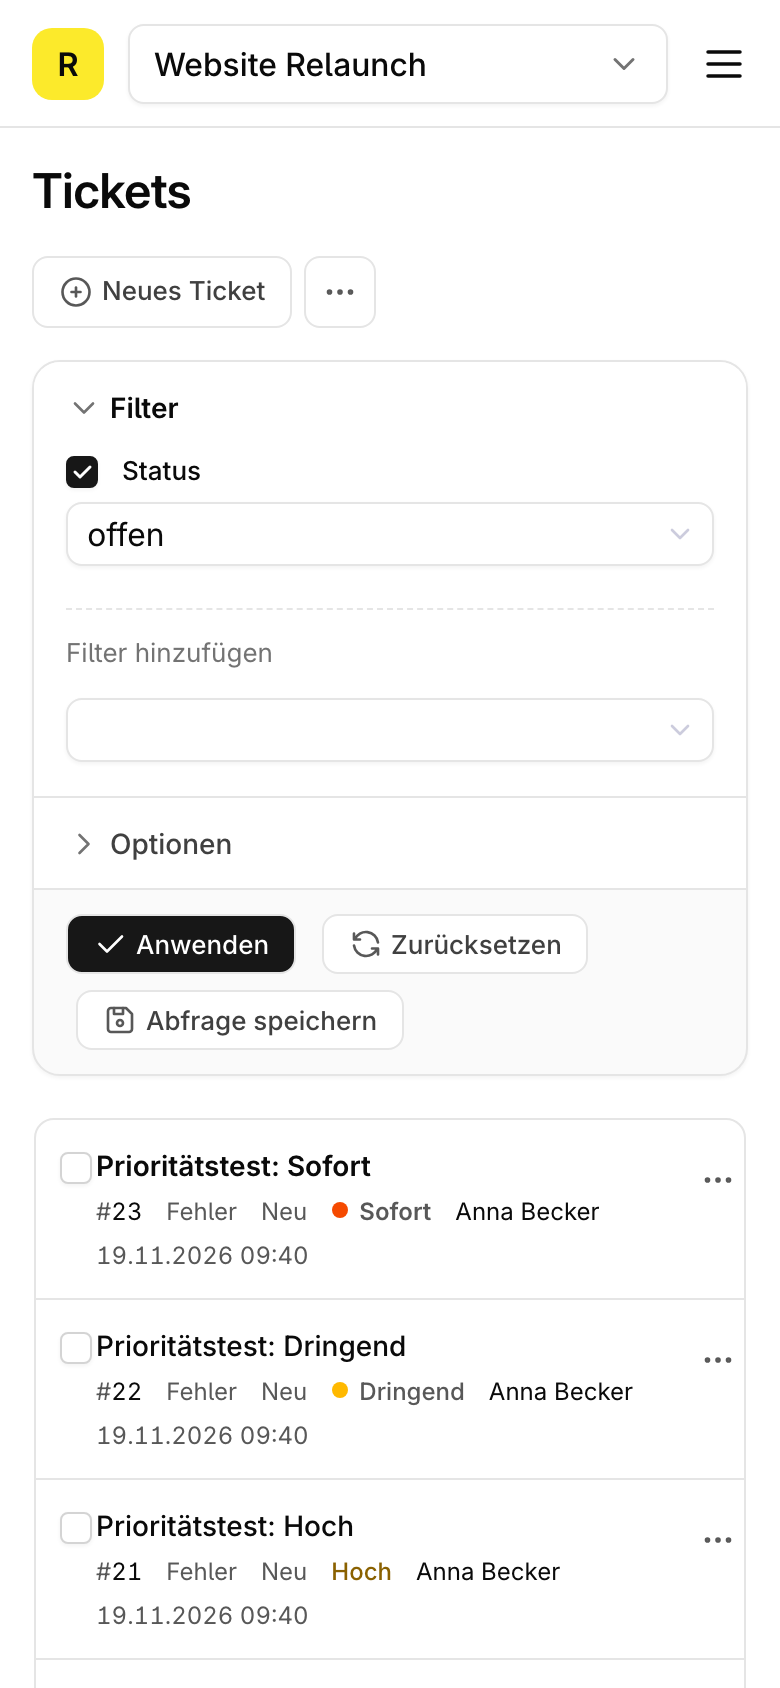 R
Website Relaunch
Tickets
Neues Ticket
Filter
Status
offen
Filter hinzufügen
Optionen
Anwenden
Zurücksetzen
Abfrage speichern
Prioritätstest: Sofort
#23 Fehler Neu Sofort Anna Becker
19.11.2026 09:40
Prioritätstest: Dringend
#22 Fehler Neu Dringend Anna Becker
19.11.2026 09:40
Prioritätstest: Hoch
#21 Fehler Neu Hoch Anna Becker
19.11.2026 09:40